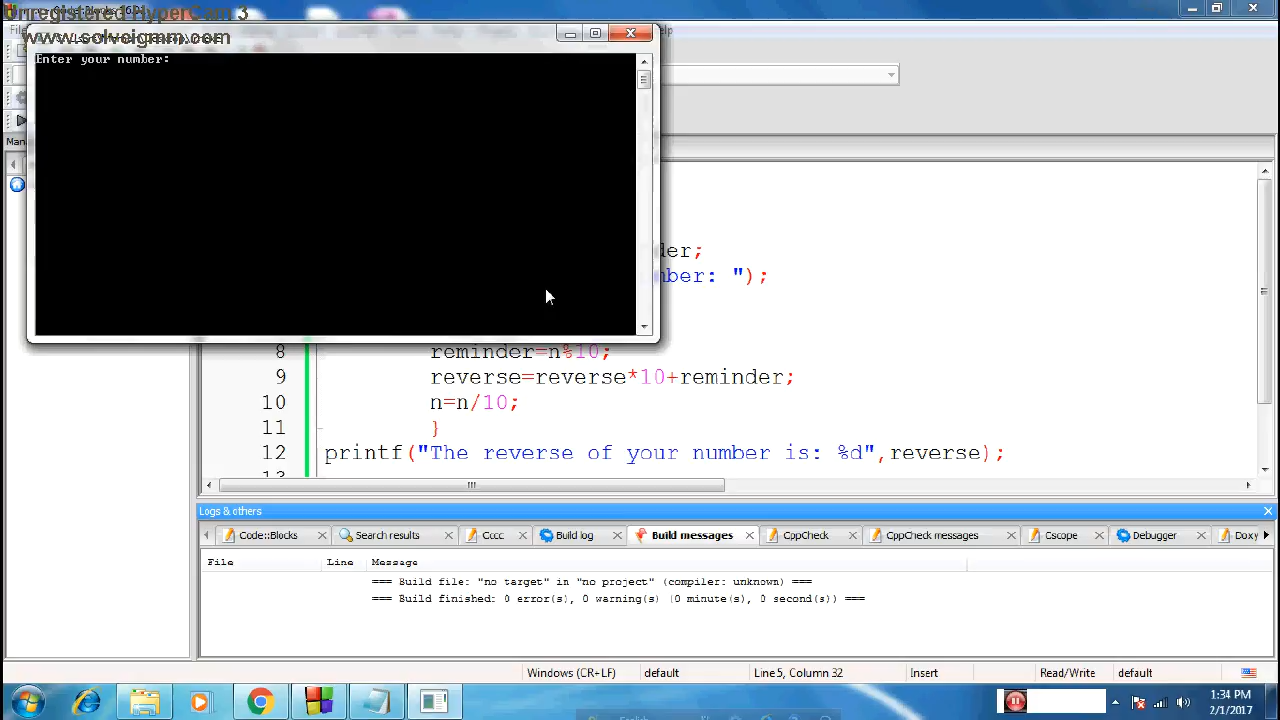 Unregistered HyperCam 3
www.solveigmm.com
Enter your number:
Man
der;
mber: ");
8 reminder=n%10;
9 reverse=reverse*10+reminder;
10 n=n/10;
11 }
12 printf("The reverse of your number is: %d",reverse);
Logs & others
Code::Blocks Search results Cccc Build log Build messages CppCheck CppCheck messages Cscope Debugger Doxy
File Line Message
=== Build file: "no target" in "no project" (compiler: unknown) ===
=== Build finished: 0 error(s), 0 warning(s) (0 minute(s), 0 second(s)) ===
Windows (CR+LF) default Line 5, Column 32 Insert Read/Write default
1:34 PM
2/1/2017